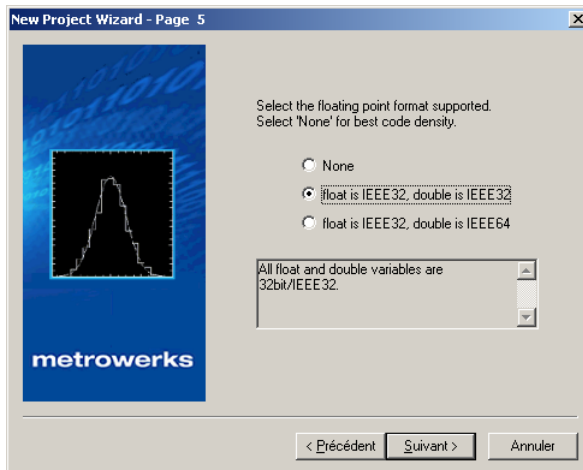 New Project Wizard - Page 5
Select the floating point format supported.
Select 'None' for best code density.
None
float is IEEE32, double is IEEE32
float is IEEE32, double is IEEE64
All float and double variables are
32bit/IEEE32.
metrowerks
< Précédent
Suivant >
Annuler